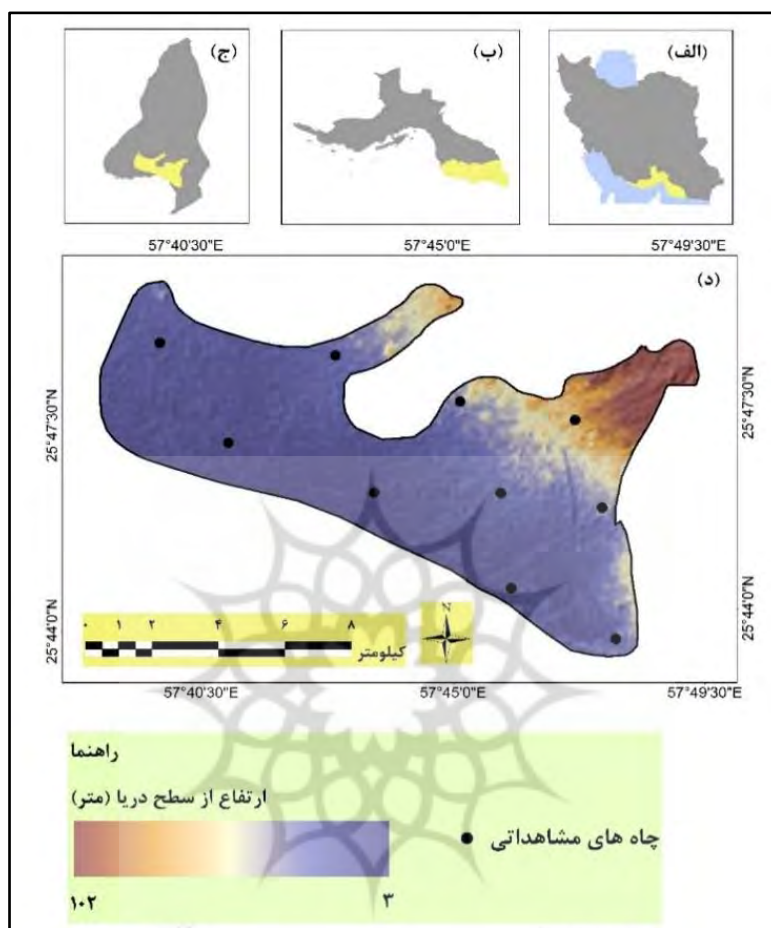 (الف)
(ب)
(ج)
57°40'30"E 57°45'0"E 57°49'30"E
(د)
25°47'30"N
25°47'30"N
25°44'0"N
25°44'0"N
N
۰ ۱ ۲ ۴ ۶ ۸
کیلومتر
57°40'30"E 57°45'0"E 57°49'30"E
راهنما
ارتفاع از سطح دریا (متر)
چاه های مشاهداتی
۱۰۲ ۳